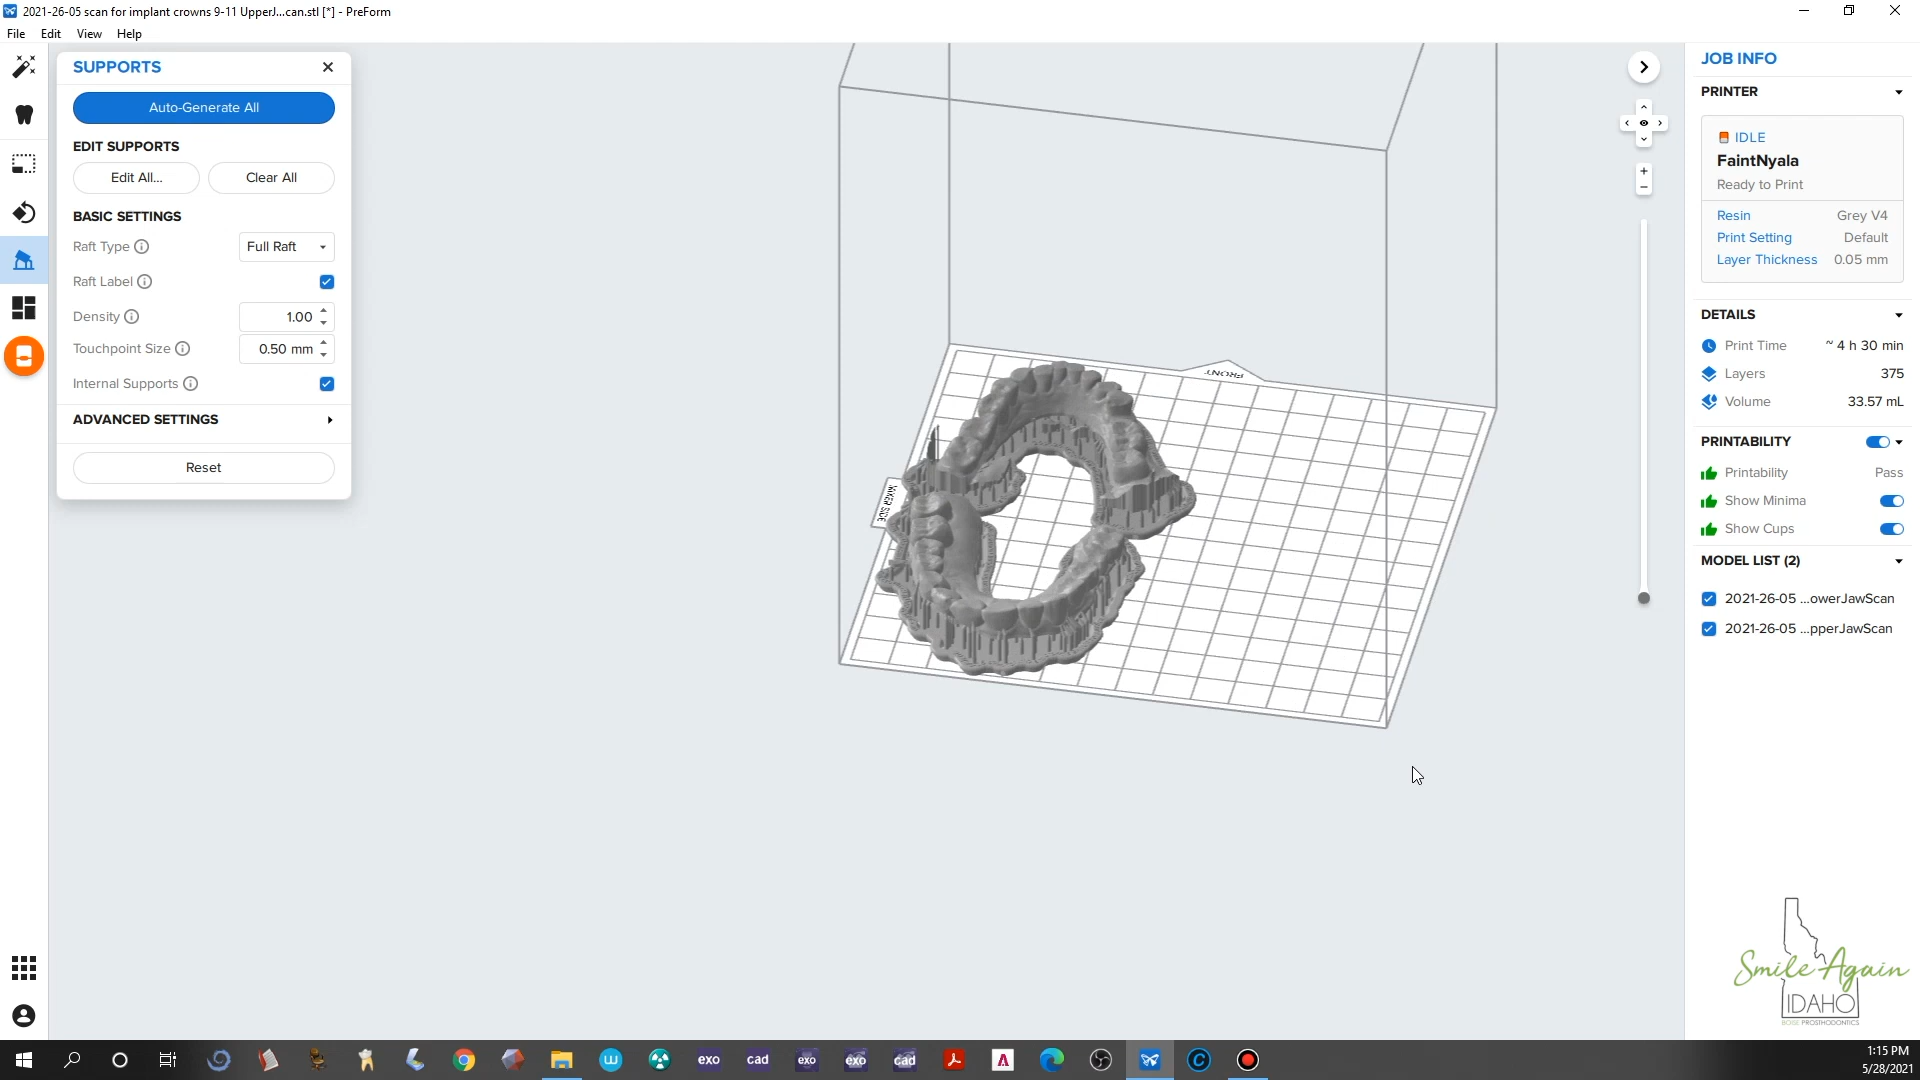 2021-26-05 scan for implant crowns 9-11 UpperJ...can.stl [*] - PreForm
File Edit View Help
SUPPORTS
Auto-Generate All
EDIT SUPPORTS
Edit All... Clear All
BASIC SETTINGS
Raft Type Full Raft
Raft Label
Density 1.00
Touchpoint Size 0.50 mm
Internal Supports
ADVANCED SETTINGS
Reset
FRONT
MIXER SIDE
JOB INFO
PRINTER
IDLE
FaintNyala
Ready to Print
Resin Grey V4
Print Setting Default
Layer Thickness 0.05 mm
DETAILS
Print Time ~ 4 h 30 min
Layers 375
Volume 33.57 mL
PRINTABILITY
Printability Pass
Show Minima
Show Cups
MODEL LIST (2)
2021-26-05 ...owerJawScan
2021-26-05 ...pperJawScan
Smile Again
IDAHO
BOISE PROSTHODONTICS
exo cad exo exo cad
1:15 PM
5/28/2021